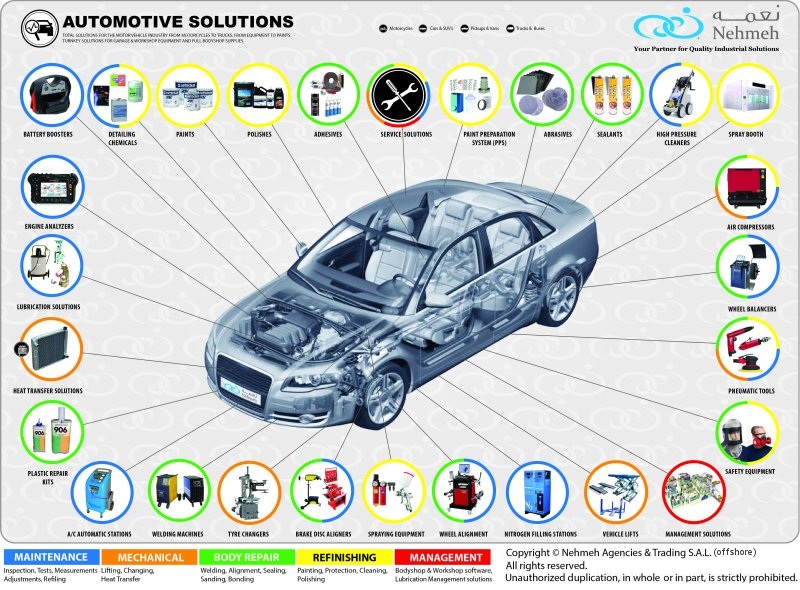 AUTOMOTIVE SOLUTIONS
TOTAL SOLUTIONS FOR THE MOTOR VEHICLE INDUSTRY FROM MOTORCYCLES TO TRUCKS, FROM EQUIPMENT TO PAINTS.
TURNKEY SOLUTIONS FOR GARAGE & WORKSHOP EQUIPMENT AND FULL BODYSHOP SUPPLIES.
Motorcycles
Cars & SUV's
Pickups & Vans
Trucks & Buses
نعمه
Nehmeh
Your Partner for Quality Industrial Solutions
BATTERY BOOSTERS
DETAILING
CHEMICALS
PAINTS
POLISHES
ADHESIVES
SERVICE SOLUTIONS
PAINT PREPARATION
SYSTEM (PPS)
ABRASIVES
SEALANTS
HIGH PRESSURE
CLEANERS
SPRAY BOOTH
ENGINE ANALYZERS
AIR COMPRESSORS
LUBRICATION SOLUTIONS
WHEEL BALANCERS
HEAT TRANSFER SOLUTIONS
PNEUMATIC TOOLS
906
906
PLASTIC REPAIR
KITS
SAFETY EQUIPMENT
A/C AUTOMATIC STATIONS
WELDING MACHINES
TYRE CHANGERS
BRAKE DISC ALIGNERS
SPRAYING EQUIPMENT
WHEEL ALIGNMENT
NITROGEN FILLING STATIONS
VEHICLE LIFTS
MANAGEMENT SOLUTIONS
MAINTENANCE
Inspection, Tests, Measurements
Adjustments, Refiling
MECHANICAL
Lifting, Changing,
Heat Transfer
BODY REPAIR
Welding, Alignment, Sealing,
Sanding, Bonding
REFINISHING
Painting, Protection, Cleaning,
Polishing
MANAGEMENT
Bodyshop & Workshop software,
Lubrication Management solutions
Copyright © Nehmeh Agencies & Trading S.A.L. (offshore)
All rights reserved.
Unauthorized duplication, in whole or in part, is strictly prohibited.